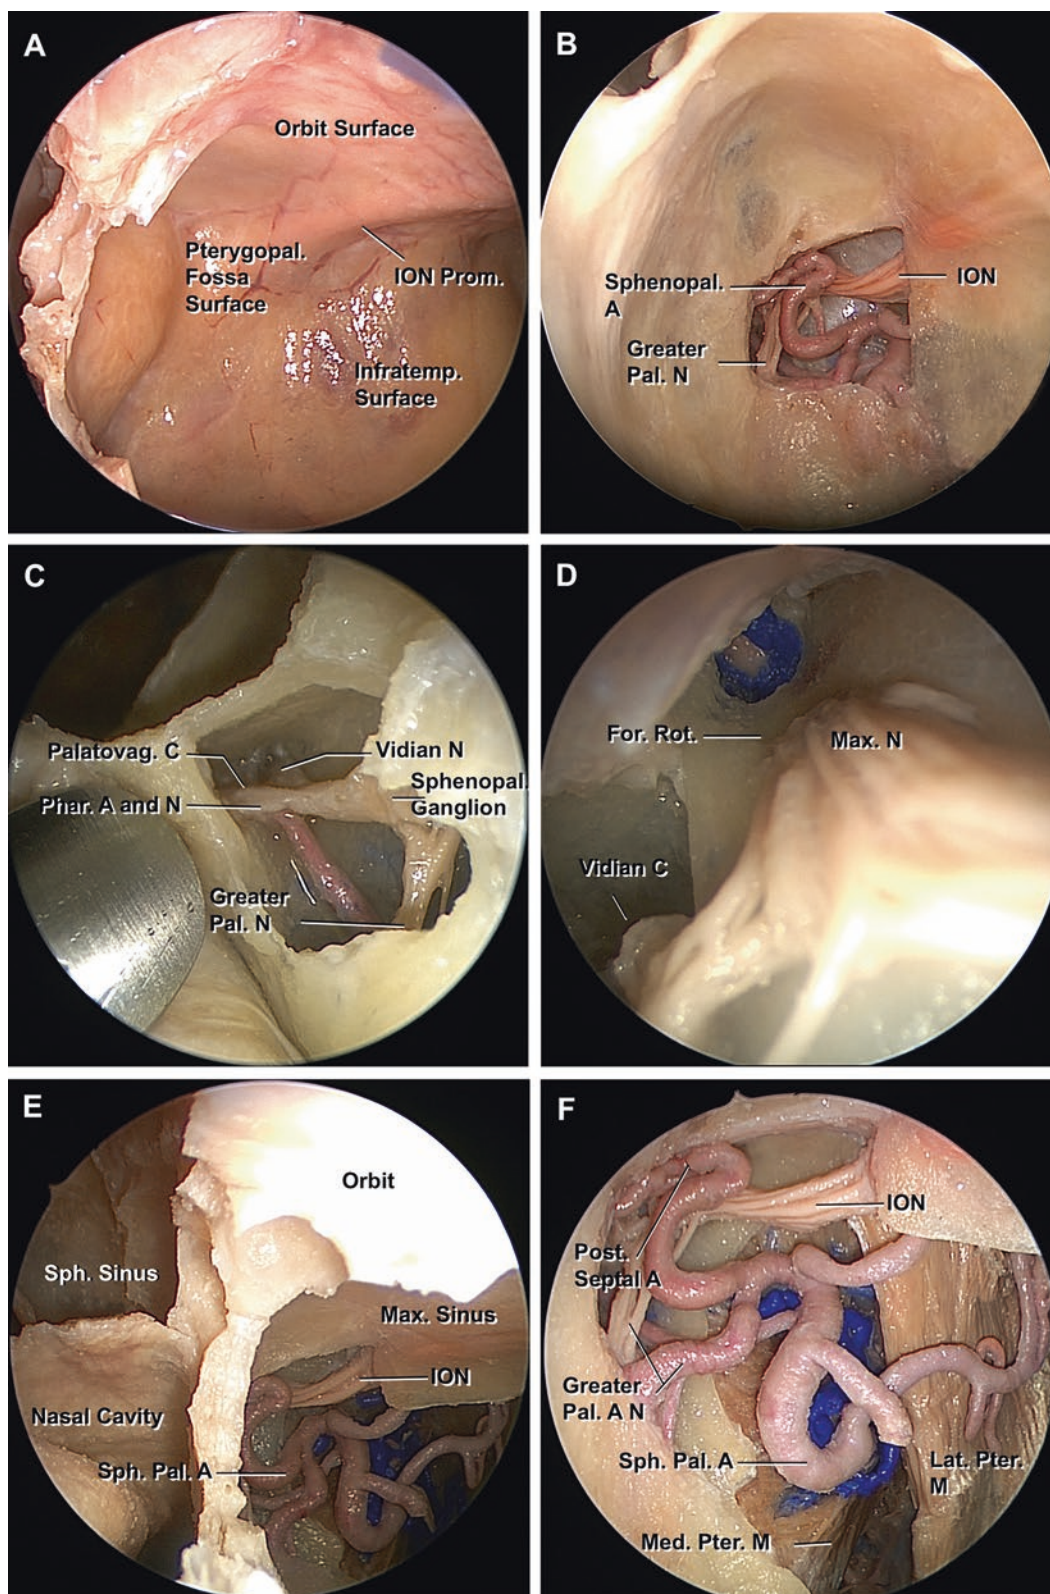 A
Orbit Surface
Pterygopal.
Fossa
Surface
ION Prom.
Infratemp.
Surface
B
Sphenopal.
A
ION
Greater
Pal. N
C
Palatovag. C
Vidian N
Phar. A and N
Sphenopal.
Ganglion
Greater
Pal. N
D
For. Rot.
Max. N
Vidian C
E
Orbit
Sph. Sinus
Max. Sinus
ION
Nasal Cavity
Sph. Pal. A
F
ION
Post.
Septal A
Greater
Pal. A N
Sph. Pal. A
Lat. Pter.
M
Med. Pter. M